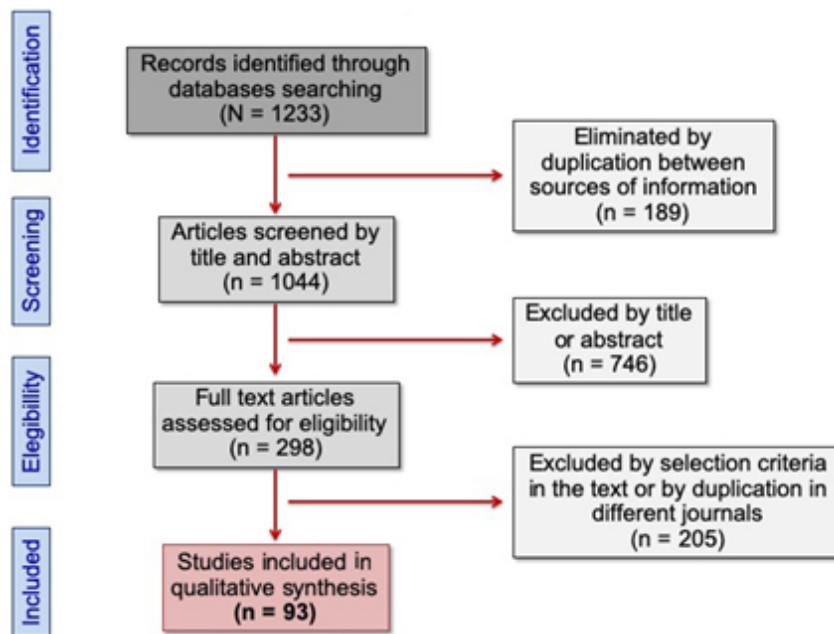 Identification
Records identified through
databases searching
(N = 1233)
Eliminated by
duplication between
sources of information
(n = 189)
Screening
Articles screened by
title and abstract
(n = 1044)
Excluded by title
or abstract
(n = 746)
Elegibillity
Full text articles
assessed for eligibility
(n = 298)
Excluded by selection criteria
in the text or by duplication in
different journals
(n = 205)
Included
Studies included in
qualitative synthesis
(n = 93)